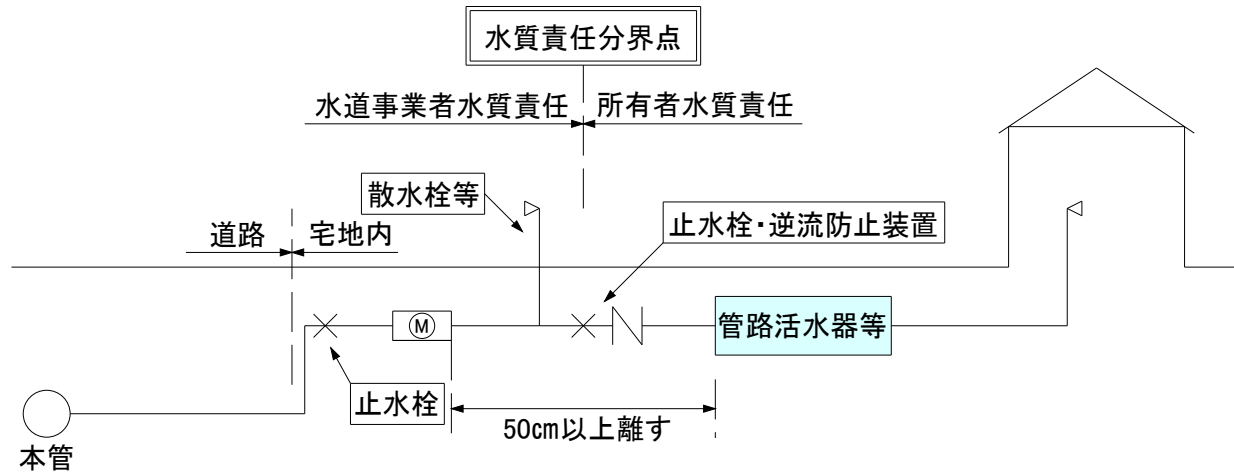 水質責任分界点
水道事業者水質責任
所有者水質責任
散水栓等
止水栓・逆流防止装置
道路
宅地内
M
管路活水器等
止水栓
50㎝以上離す
本管